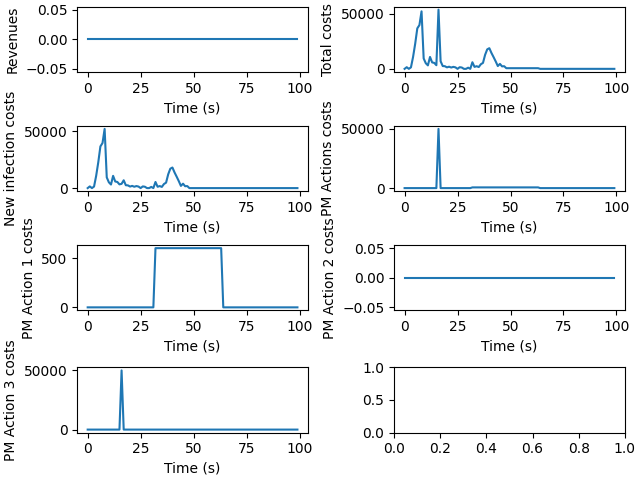 Revenues
0.05
0.00
−0.05
0 25 50 75 100
Time (s)
Total costs
50000
0
0 25 50 75 100
Time (s)
New infection costs
50000
0
0 25 50 75 100
Time (s)
PM Actions costs
50000
0
0 25 50 75 100
Time (s)
PM Action 1 costs
500
0
0 25 50 75 100
Time (s)
PM Action 2 costs
0.05
0.00
−0.05
0 25 50 75 100
Time (s)
PM Action 3 costs
50000
0
0 25 50 75 100
Time (s)
1.0
0.5
0.0
0.0 0.2 0.4 0.6 0.8 1.0